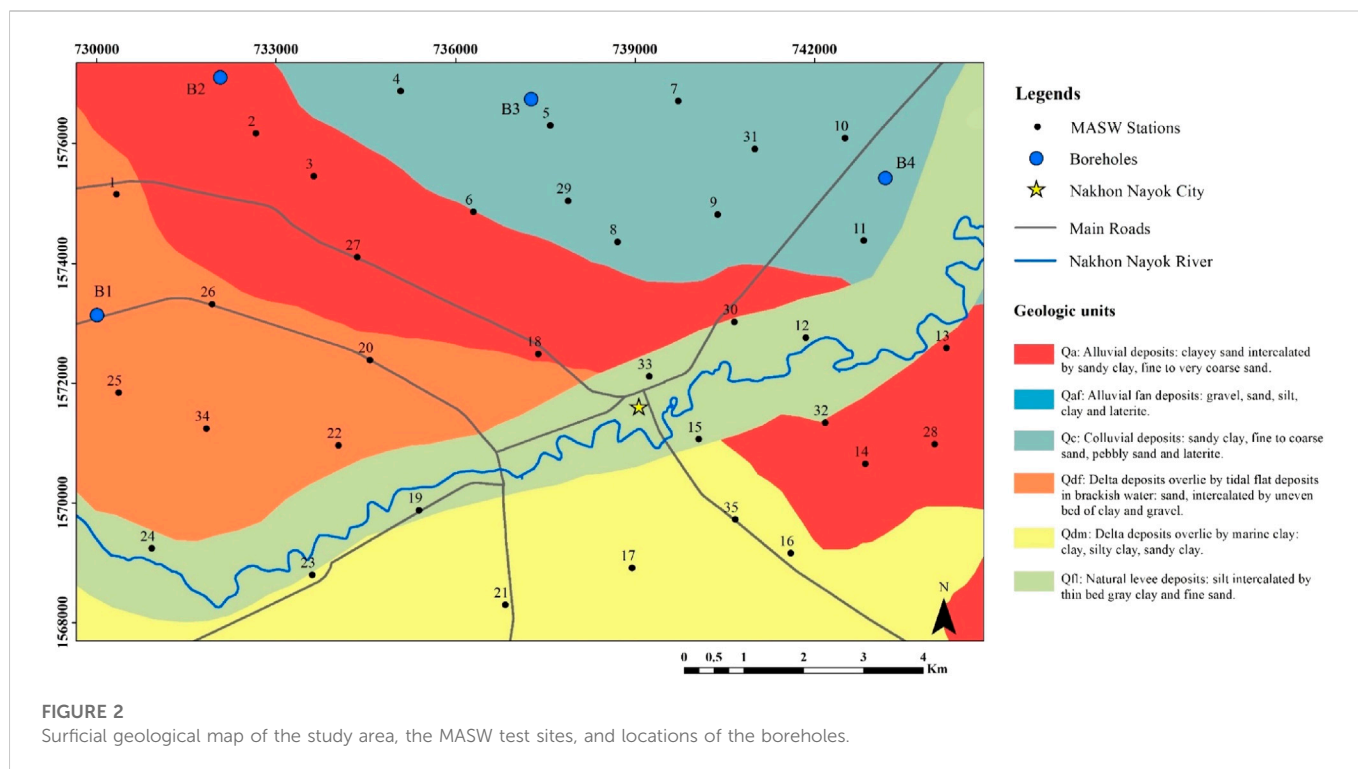 730000 733000 736000 739000 742000
1576000
1574000
1572000
1570000
1568000
B2
4
B3
5
7
2
31
10
3
B4
1
6
29
9
8
11
27
B1
26
30
12
13
18
20
33
25
34
22
15
32
14
28
19
35
24
23
17
16
21
N
0 0.5 1 2 3 4
Km
Legends
MASW Stations
Boreholes
Nakhon Nayok City
Main Roads
Nakhon Nayok River
Geologic units
Qa: Alluvial deposits: clayey sand intercalated
by sandy clay, fine to very coarse sand.
Qaf: Alluvial fan deposits: gravel, sand, silt,
clay and laterite.
Qc: Colluvial deposits: sandy clay, fine to coarse
sand, pebbly sand and laterite.
Qdf: Delta deposits overlie by tidal flat deposits
in brackish water: sand, intercalated by uneven
bed of clay and gravel.
Qdm: Delta deposits overlie by marine clay:
clay, silty clay, sandy clay.
Qfl: Natural levee deposits: silt intercalated by
thin bed gray clay and fine sand.
FIGURE 2
Surficial geological map of the study area, the MASW test sites, and locations of the boreholes.